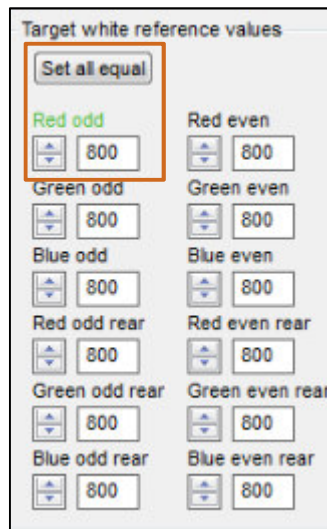 Target white reference values
Set all equal
Red odd Red even
800 800
Green odd Green even
800 800
Blue odd Blue even
800 800
Red odd rear Red even rear
800 800
Green odd rear Green even rear
800 800
Blue odd rear Blue even rear
800 800